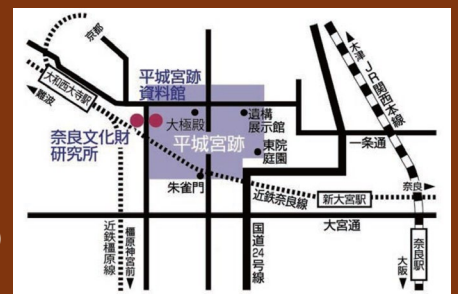 京都
木津
JR関西本線
平城宮跡
資料館
大和西大寺駅
難波
大極殿
遺構
展示館
奈良文化財
研究所
平城宮跡
一条通
東院
庭園
朱雀門
近鉄奈良線
新大宮駅
奈良
大宮通
近鉄橿原線
橿原神宮前
国道24号線
奈良駅
大阪